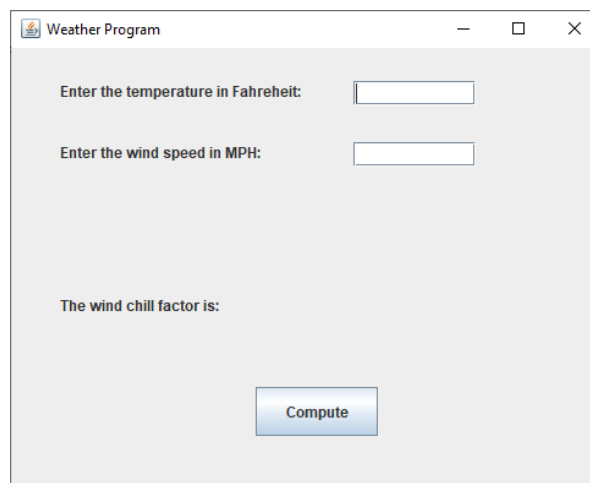 Weather Program
Enter the temperature in Fahreheit:
Enter the wind speed in MPH:
The wind chill factor is:
Compute